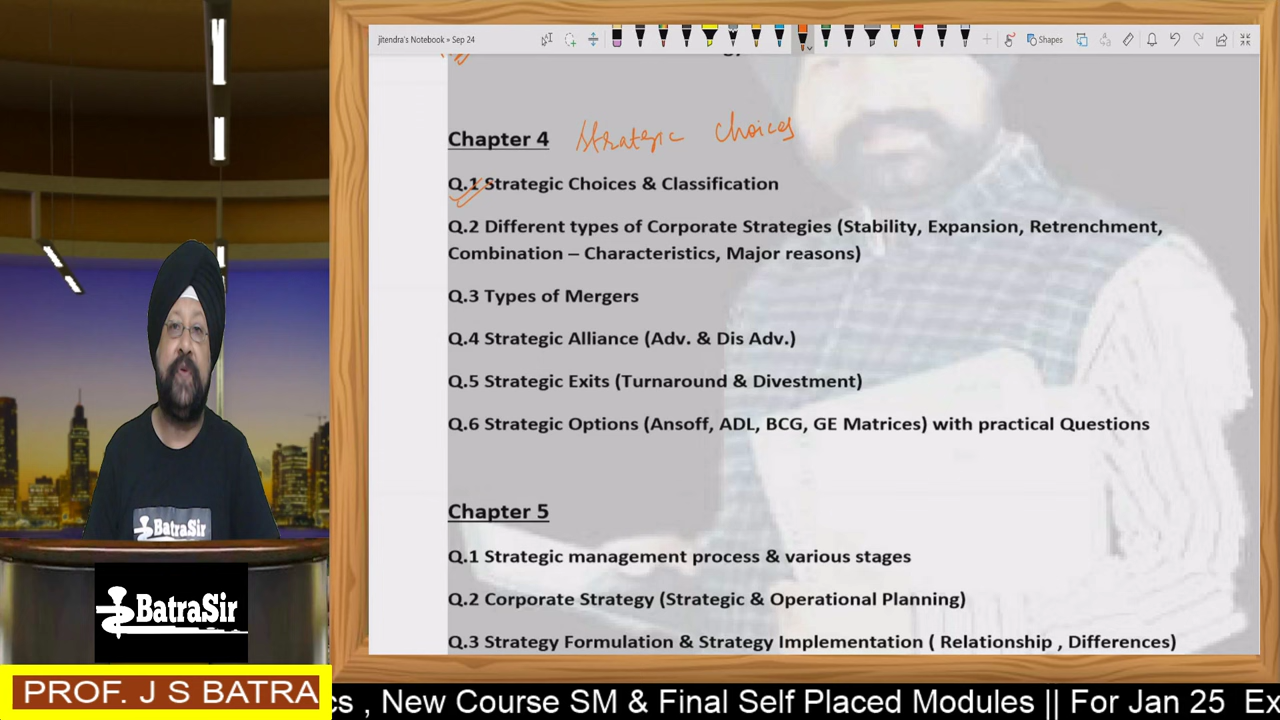 jitendra's Notebook » Sep 24
Shapes
Chapter 4 Strategic Choices
Q.1 Strategic Choices & Classification
Q.2 Different types of Corporate Strategies (Stability, Expansion, Retrenchment,
Combination – Characteristics, Major reasons)
Q.3 Types of Mergers
Q.4 Strategic Alliance (Adv. & Dis Adv.)
Q.5 Strategic Exits (Turnaround & Divestment)
Q.6 Strategic Options (Ansoff, ADL, BCG, GE Matrices) with practical Questions
Chapter 5
Q.1 Strategic management process & various stages
Q.2 Corporate Strategy (Strategic & Operational Planning)
Q.3 Strategy Formulation & Strategy Implementation ( Relationship , Differences)
BatraSir
BatraSir
PROF. J S BATRA
cs , New Course SM & Final Self Placed Modules || For Jan 25 Ex